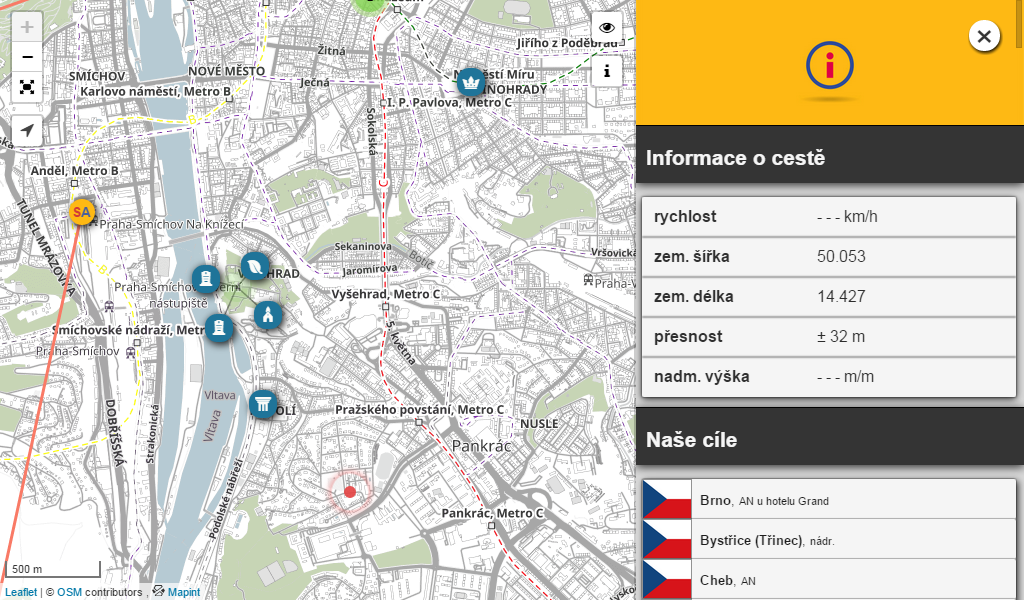 Jiřího z Poděbrad
Žitná
NOVÉ MĚSTO
Náměstí Míru
SMÍCHOV
Ječná
VINOHRADY
Karlovo náměstí, Metro B
I. P. Pavlova, Metro C
Sokolská
B
C
Anděl, Metro B
SA
Praha-Smíchov Na Knížecí
TUNEL MRÁZOVKA
Sekaninova
Botič
Vršovická
Jaromírova
B
Praha-Smíchov severní
nástupiště
Vyšehrad, Metro C
Smíchovské nádraží, Metro
Praha-Smíchov
5. května
Vltava
Vltava
Pražského povstání, Metro C
NUSLE
DOBŘÍŠSKÁ
Strakonická
Pankrác
Podolské nábřeží
Pankrác, Metro C
500 m
Leaflet | © OSM contributors , Mapint
Informace o cestě
rychlost - - - km/h
zem. šířka 50.053
zem. délka 14.427
přesnost ± 32 m
nadm. výška - - - m/m
Naše cíle
Brno, AN u hotelu Grand
Bystřice (Třinec), nádr.
Cheb, AN